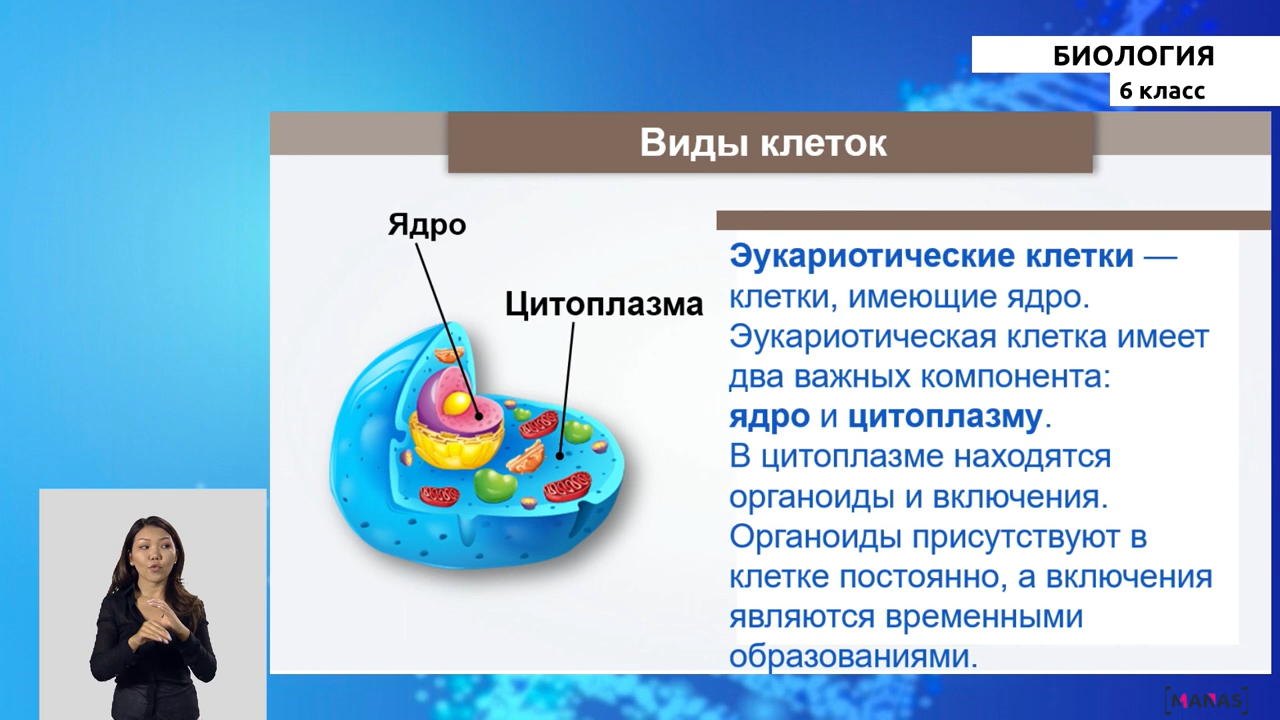 БИОЛОГИЯ
6 класс
Виды клеток
Ядро
Цитоплазма
Эукариотические клетки —
клетки, имеющие ядро.
Эукариотическая клетка имеет
два важных компонента:
ядро и цитоплазму.
В цитоплазме находятся
органоиды и включения.
Органоиды присутствуют в
клетке постоянно, а включения
являются временными
образованиями.
[MANAS]